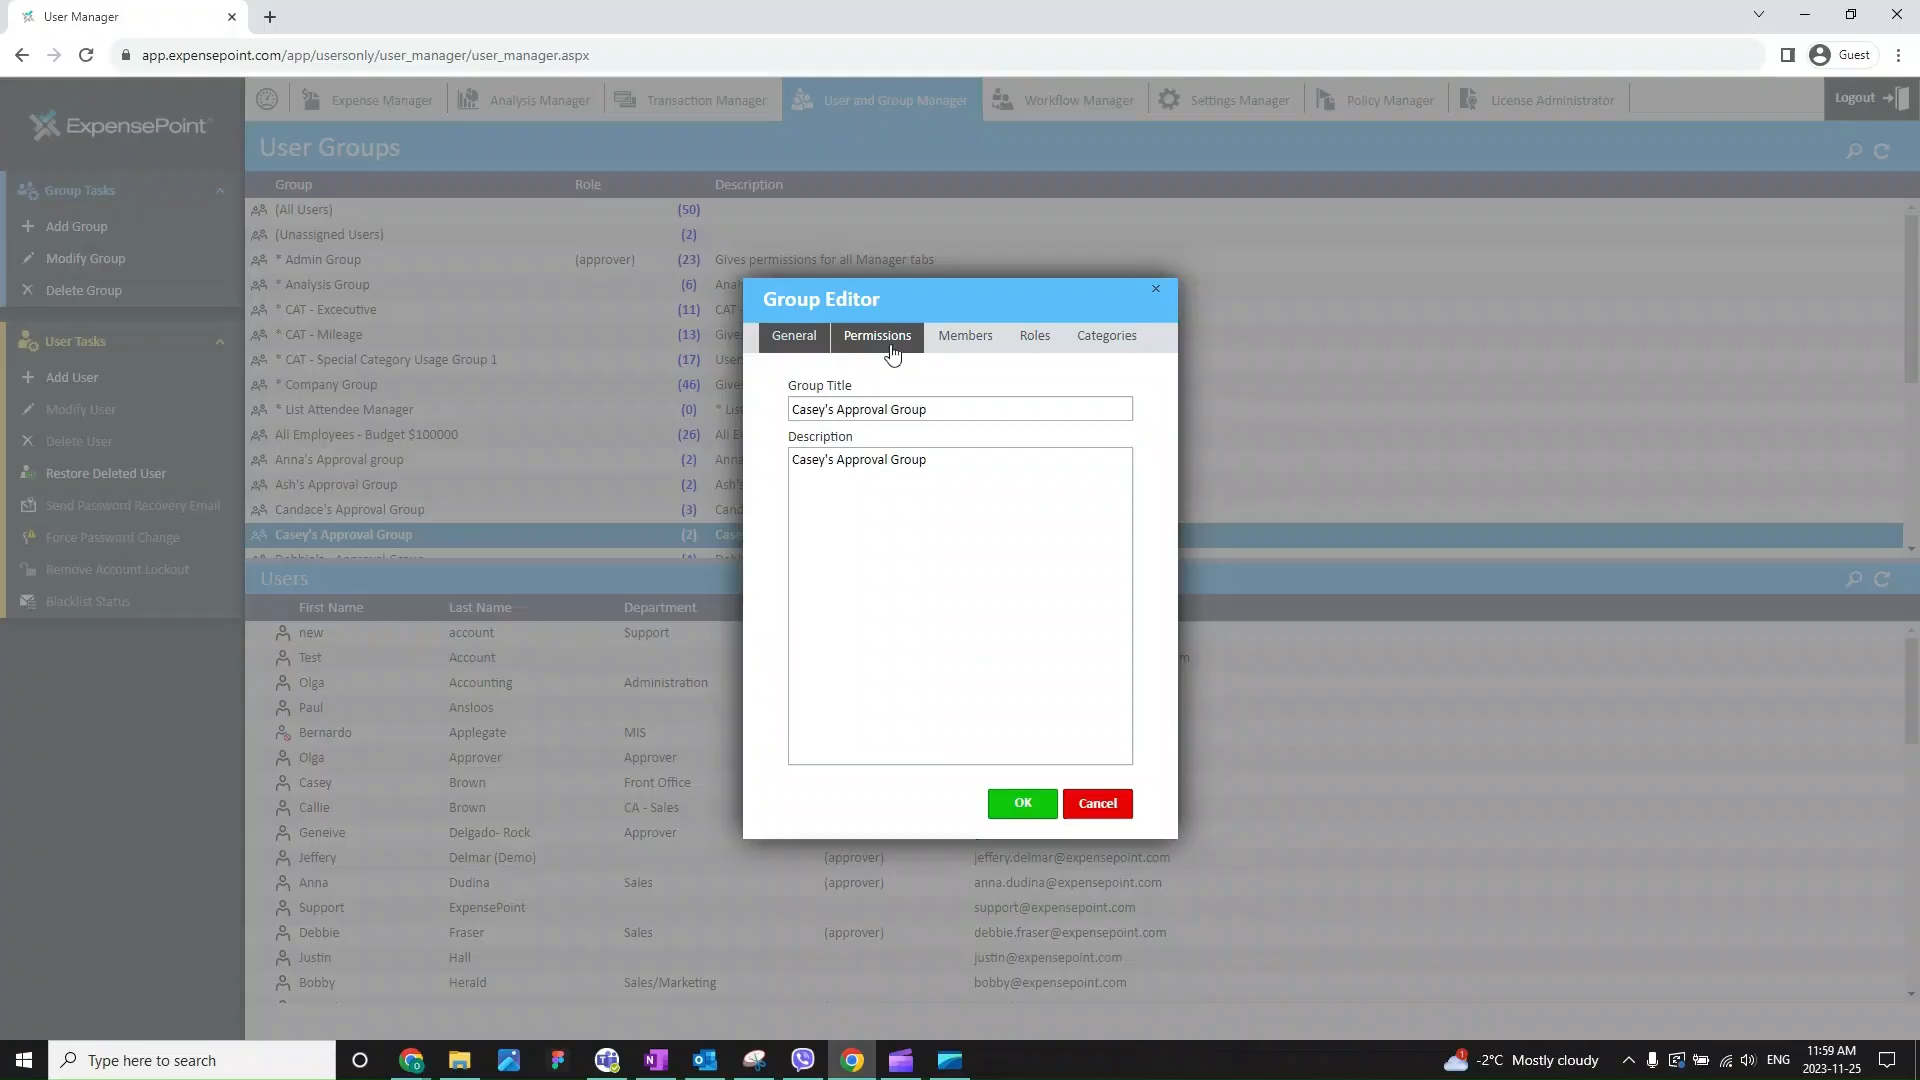 User Manager
app.expensepoint.com/app/usersonly/user_manager/user_manager.aspx
Guest
ExpensePoint
Expense Manager
Analysis Manager
Transaction Manager
User and Group Manager
Workflow Manager
Settings Manager
Policy Manager
License Administrator
Logout
User Groups
Group Role Description
Group Tasks
Add Group
Modify Group
Delete Group
User Tasks
Add User
Modify User
Delete User
Restore Deleted User
Send Password Recovery Email
Force Password Change
Remove Account Lockout
Blacklist Status
(All Users) (50)
(Unassigned Users) (2)
* Admin Group (approver) (23) Gives permissions for all Manager tabs
* Analysis Group (6) Anal
* CAT - Excecutive (11) CAT -
* CAT - Mileage (13) Give
* CAT - Special Category Usage Group 1 (17) User
* Company Group (46) Give
* List Attendee Manager (0) * List
All Employees - Budget $100000 (26) All E
Anna's Approval group (2) Anna
Ash's Approval Group (2) Ash's
Candace's Approval Group (3) Cand
Casey's Approval Group (2) Case
Group Editor
General
Permissions
Members
Roles
Categories
Group Title
Casey's Approval Group
Description
Casey's Approval Group
OK
Cancel
Users
First Name Last Name Department
new account Support
Test Account m
Olga Accounting Administration
Paul Ansloos
Bernardo Applegate MIS
Olga Approver Approver
Casey Brown Front Office
Callie Brown CA - Sales
Geneive Delgado- Rock Approver
Jeffery Delmar (Demo) (approver) jeffery.delmar@expensepoint.com
Anna Dudina Sales (approver) anna.dudina@expensepoint.com
Support ExpensePoint support@expensepoint.com
Debbie Fraser Sales (approver) debbie.fraser@expensepoint.com
Justin Hall justin@expensepoint.com
Bobby Herald Sales/Marketing bobby@expensepoint.com
Type here to search
1
-2°C Mostly cloudy
ENG
11:59 AM
2023-11-25